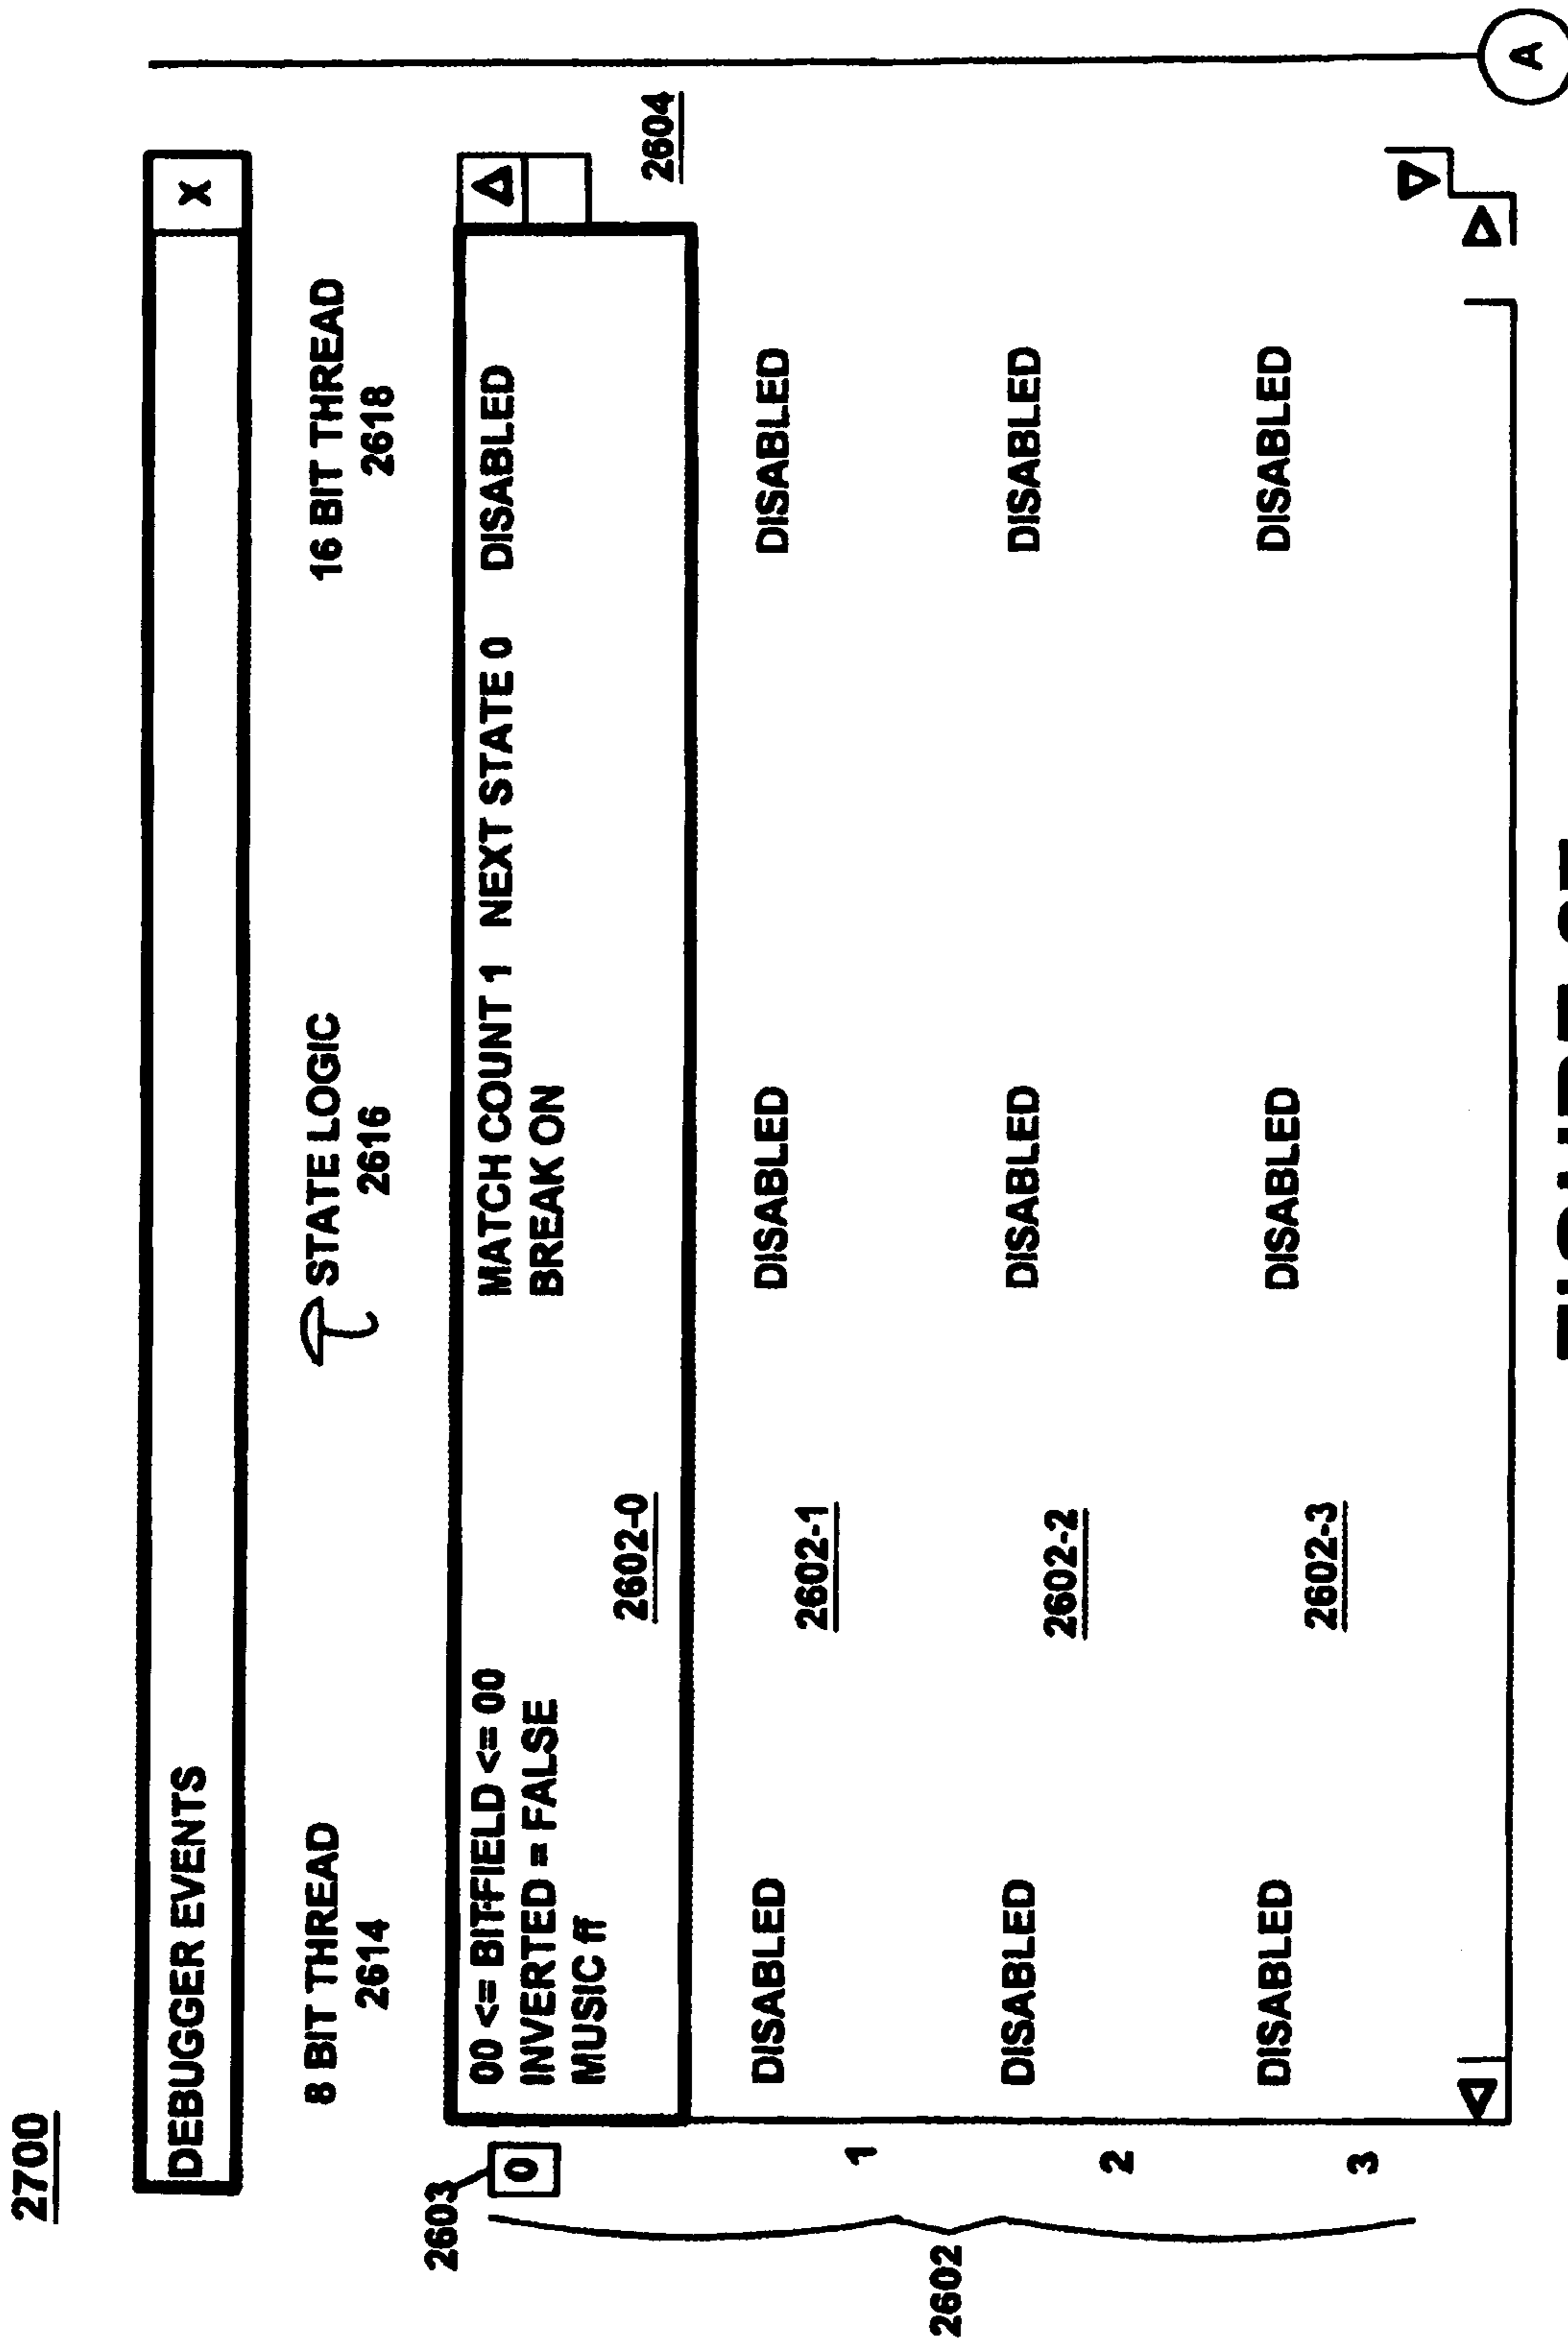 2700
DEBUGGER EVENTS X
8 BIT THREAD STATE LOGIC 16 BIT THREAD
2614 2616 2618
2603
0 00 <= BITFIELD <= 00 MATCH COUNT 1 NEXT STATE 0 DISABLED
INVERTED = FALSE BREAK ON
MUSIC ff
2602-0 2604
1 DISABLED DISABLED DISABLED
2602-1
2602
2 DISABLED DISABLED DISABLED
2602-2
3 DISABLED DISABLED DISABLED
2602-3
A